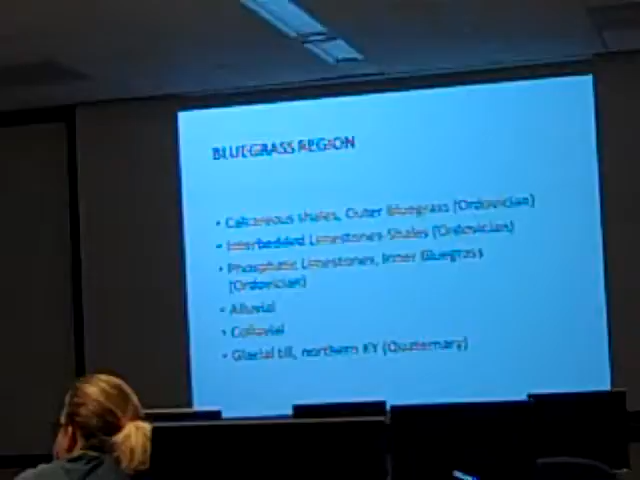 BLUEGRASS REGION
• Calcareous shales, Outer Bluegrass (Ordovician)
• Interbedded Limestones-Shales (Ordovician)
• Phosphatic Limestones, Inner Bluegrass
(Ordovician)
• Alluvial
• Colluvial
• Glacial till, northern KY (Quaternary)